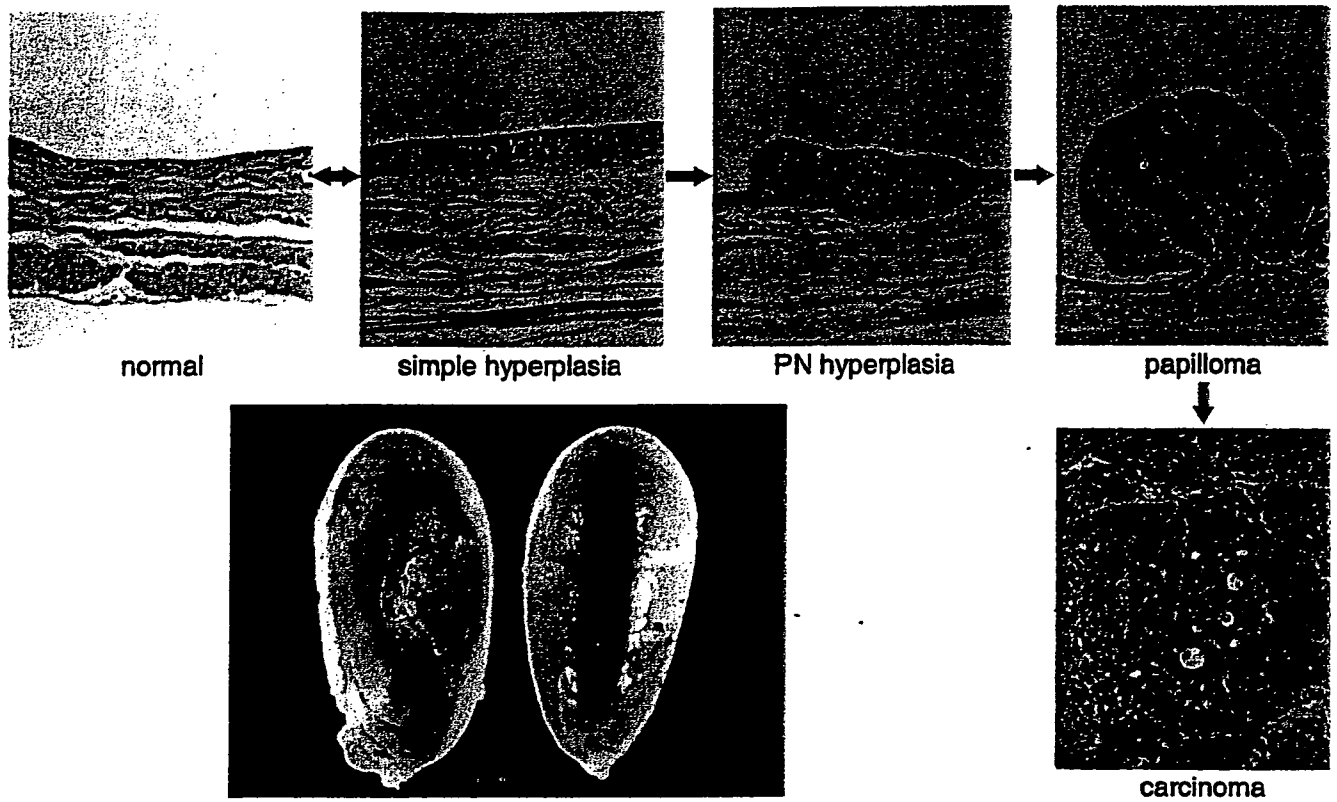 normal
simple hyperplasia
PN hyperplasia
papilloma
carcinoma